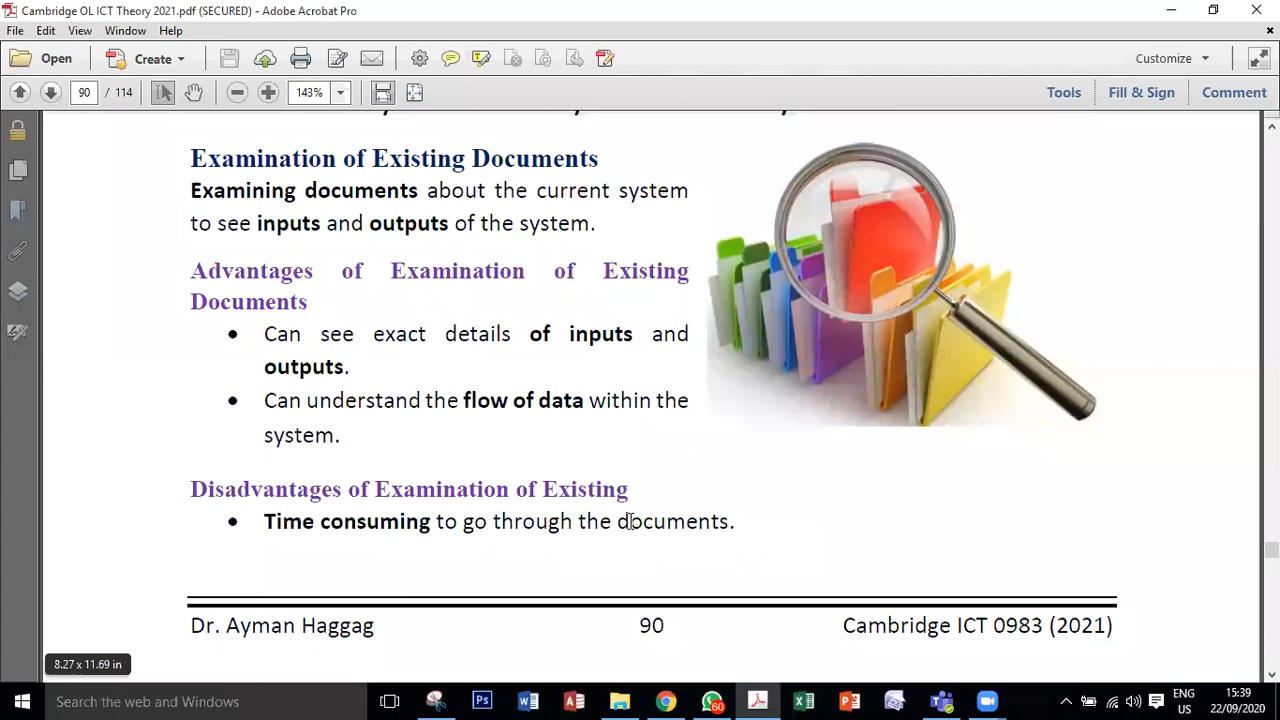 Cambridge OL ICT Theory 2021.pdf (SECURED) - Adobe Acrobat Pro
File Edit View Window Help
Open Create Customize
90 / 114 143% Tools Fill & Sign Comment
Examination of Existing Documents
Examining documents about the current system
to see inputs and outputs of the system.
Advantages of Examination of Existing
Documents
• Can see exact details of inputs and
outputs.
• Can understand the flow of data within the
system.
Disadvantages of Examination of Existing
• Time consuming to go through the documents.
Dr. Ayman Haggag 90 Cambridge ICT 0983 (2021)
8.27 x 11.69 in
Search the web and Windows
60
ENG
US
15:39
22/09/2020